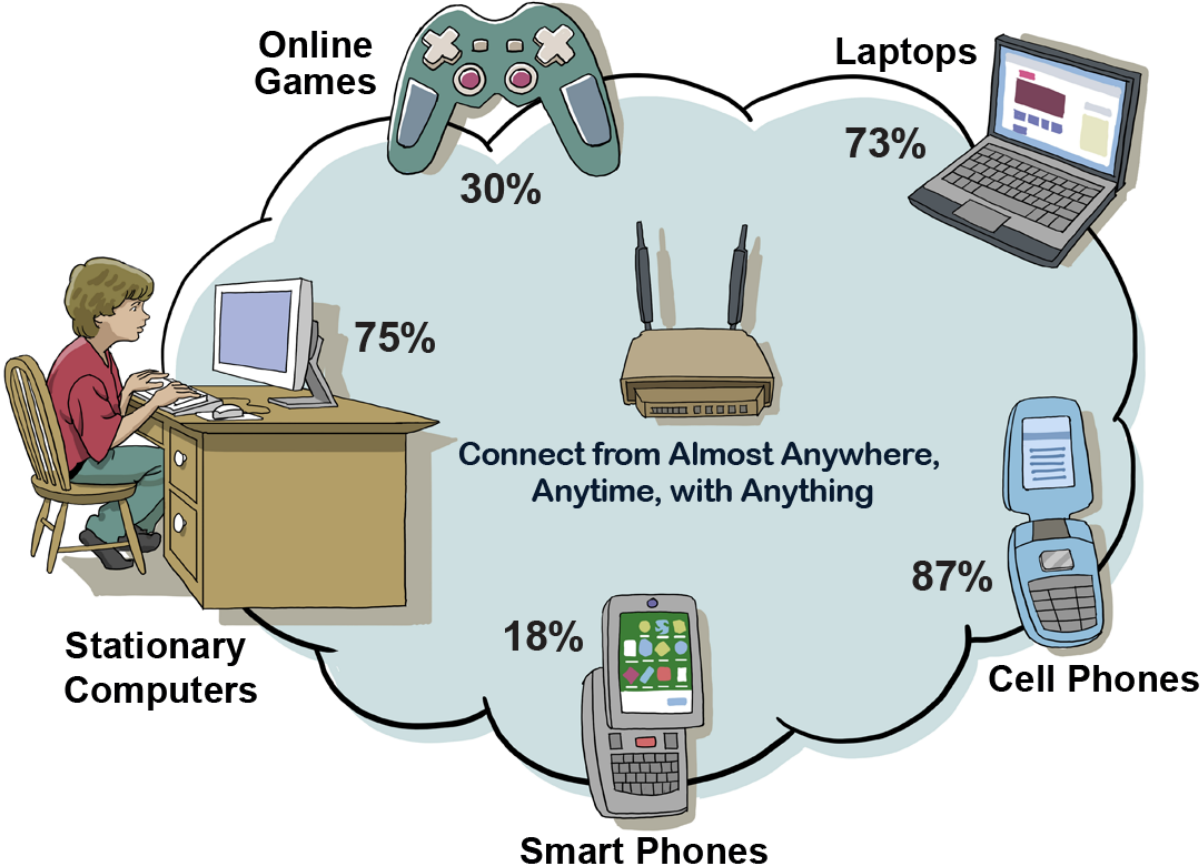 Online
Games
Laptops
73%
30%
75%
Connect from Almost Anywhere,
Anytime, with Anything
87%
18%
Stationary
Computers
Cell Phones
Smart Phones